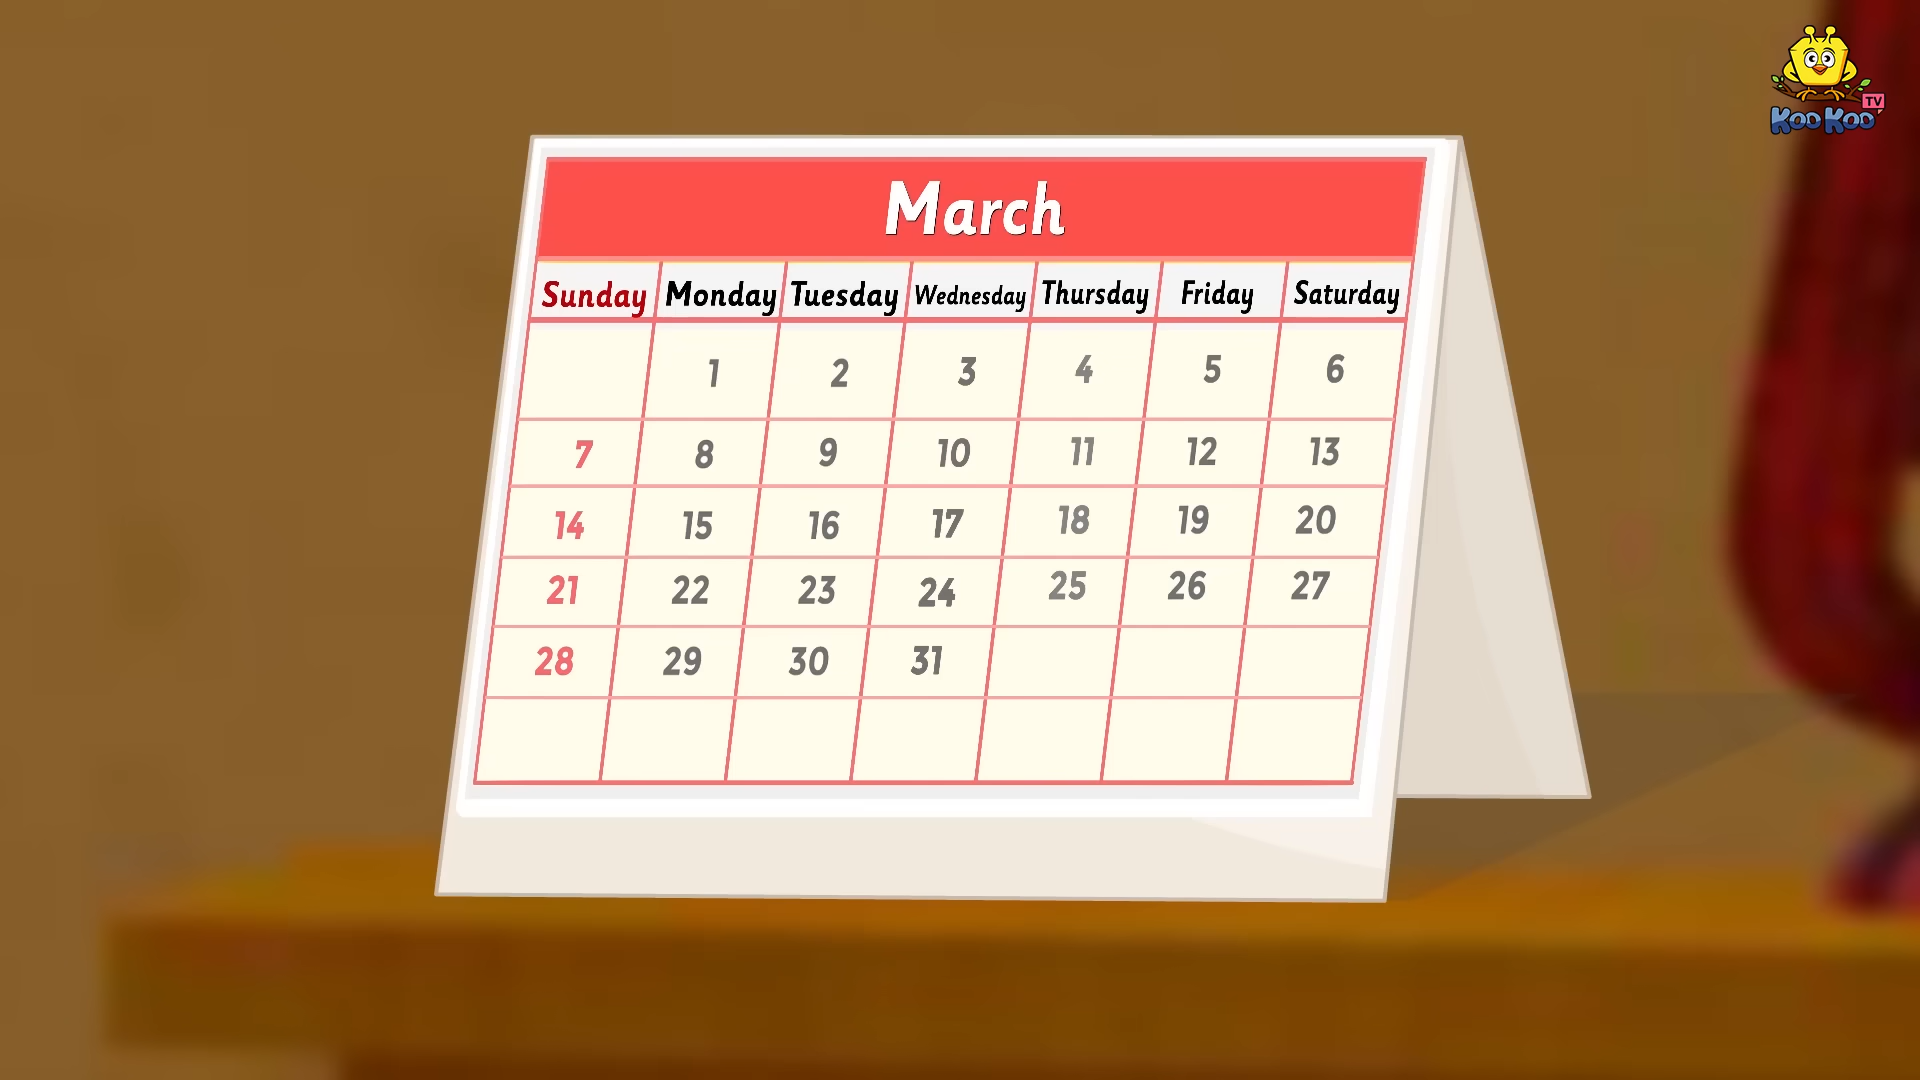 TV
Koo Koo
March
Sunday Monday Tuesday Wednesday Thursday Friday Saturday
1 2 3 4 5 6
7 8 9 10 11 12 13
14 15 16 17 18 19 20
21 22 23 24 25 26 27
28 29 30 31